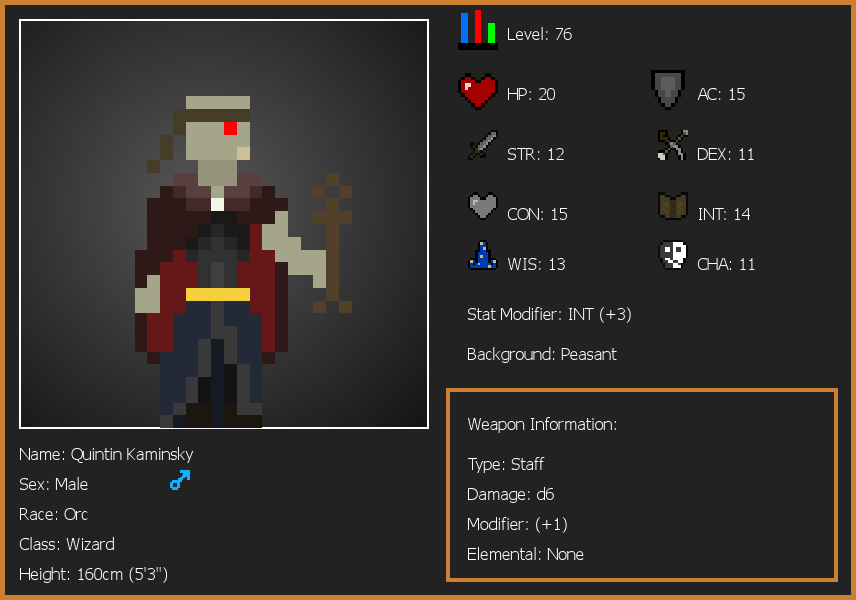 Level: 76
HP: 20
AC: 15
STR: 12
DEX: 11
CON: 15
INT: 14
WIS: 13
CHA: 11
Stat Modifier: INT (+3)
Background: Peasant
Weapon Information:
Type: Staff
Damage: d6
Modifier: (+1)
Elemental: None
Name: Quintin Kaminsky
Sex: Male
Race: Orc
Class: Wizard
Height: 160cm (5'3")